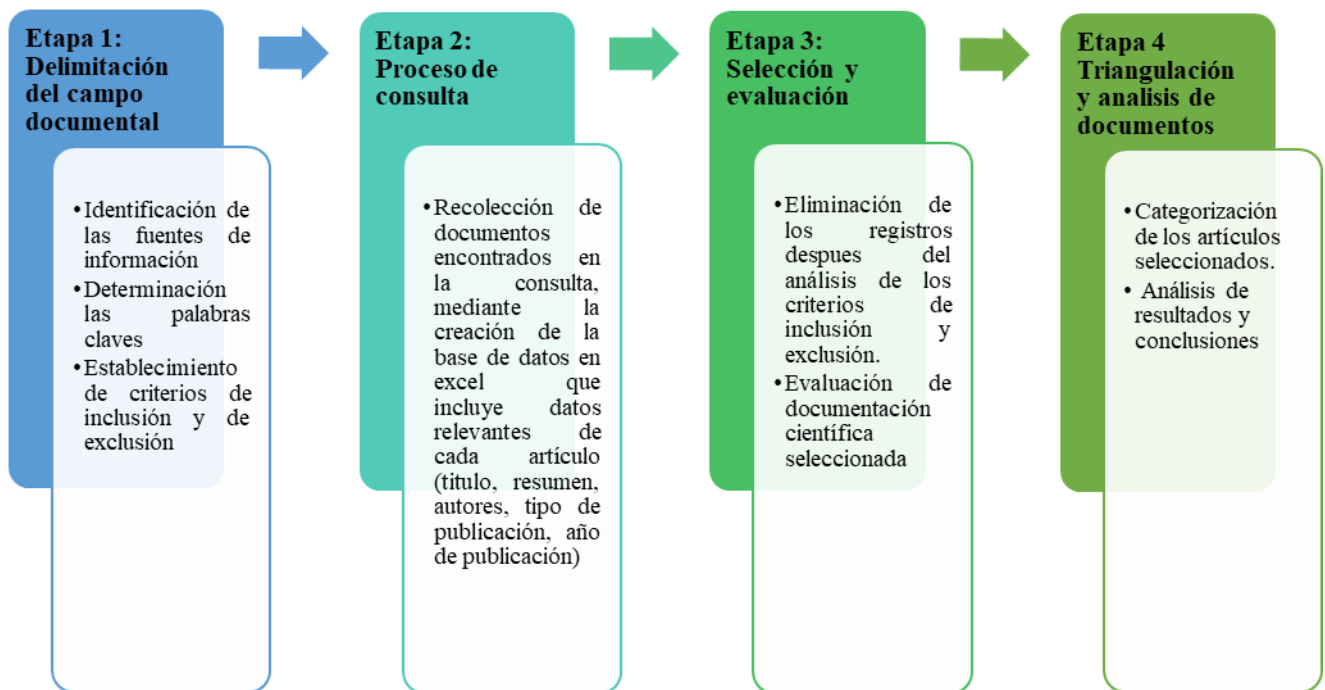 Etapa 1:
Delimitación
del campo
documental
•Identificación de
las fuentes de
información
•Determinación
las palabras
claves
•Establecimiento
de criterios de
inclusión y de
exclusión
Etapa 2:
Proceso de
consulta
•Recolección de
documentos
encontrados en
la consulta,
mediante la
creación de la
base de datos en
excel que
incluye datos
relevantes de
cada artículo
(titulo, resumen,
autores, tipo de
publicación, año
de publicación)
Etapa 3:
Selección y
evaluación
•Eliminación de
los registros
despues del
análisis de los
criterios de
inclusión y
exclusión.
•Evaluación de
documentación
científica
seleccionada
Etapa 4
Triangulación
y analisis de
documentos
•Categorización
de los artículos
seleccionados.
• Análisis de
resultados y
conclusiones